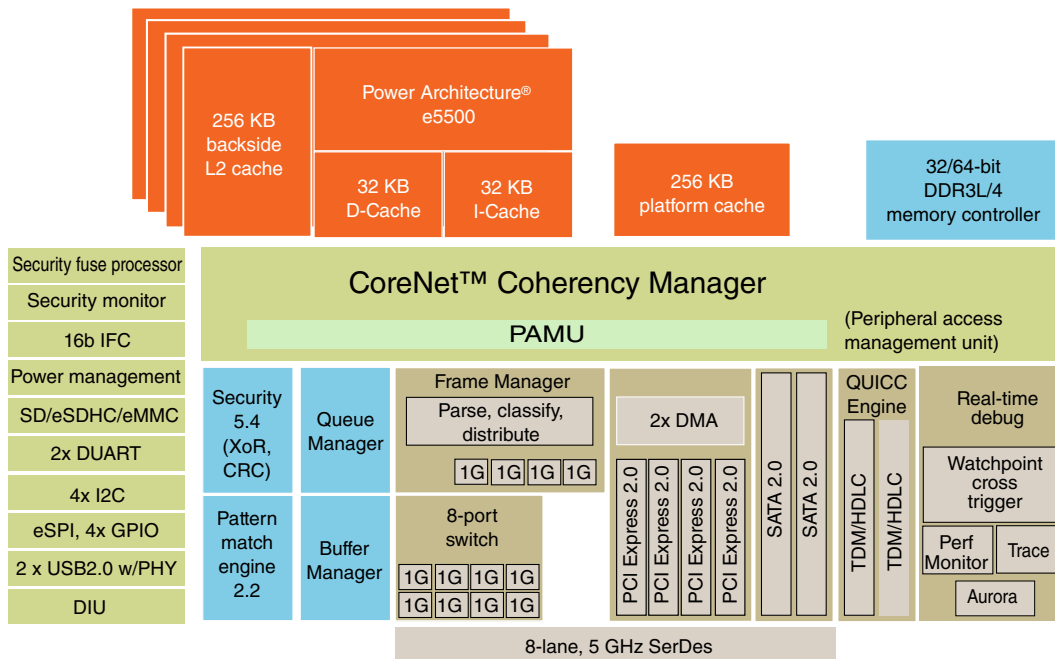 256 KB
backside
L2 cache
Power Architecture®
e5500
32 KB
D-Cache
32 KB
I-Cache
256 KB
platform cache
32/64-bit
DDR3L/4
memory controller
Security fuse processor
Security monitor
16b IFC
Power management
SD/eSDHC/eMMC
2x DUART
4x I2C
eSPI, 4x GPIO
2 x USB2.0 w/PHY
DIU
CoreNet™ Coherency Manager
PAMU
(Peripheral access
management unit)
Security
5.4
(XoR,
CRC)
Queue
Manager
Pattern
match
engine
2.2
Buffer
Manager
Frame Manager
Parse, classify,
distribute
1G 1G 1G 1G
8-port
switch
1G 1G 1G 1G
1G 1G 1G 1G
2x DMA
PCI Express 2.0
PCI Express 2.0
PCI Express 2.0
PCI Express 2.0
SATA 2.0
SATA 2.0
QUICC
Engine
TDM/HDLC
TDM/HDLC
Real-time
debug
Watchpoint
cross
trigger
Perf
Monitor
Trace
Aurora
8-lane, 5 GHz SerDes